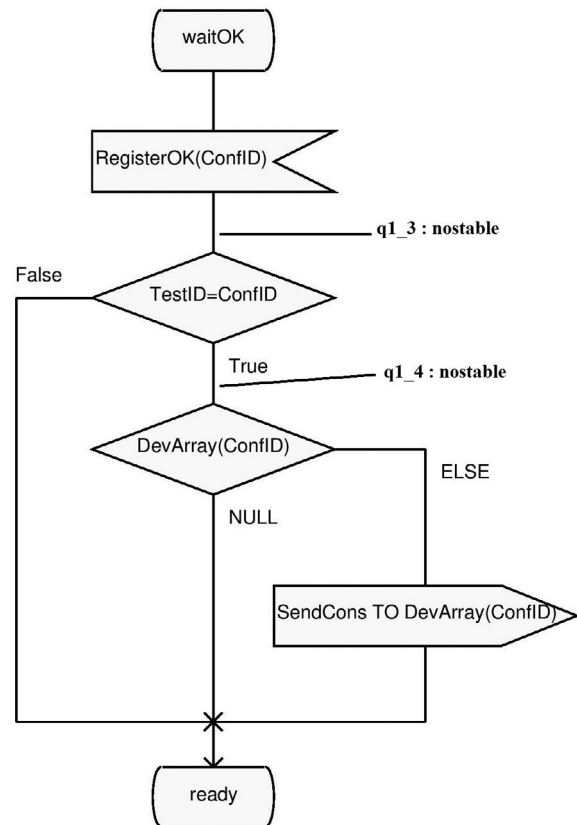 waitOK
RegisterOK(ConfID)
q1_3 : nostable
False
TestID=ConfID
True
q1_4 : nostable
DevArray(ConfID)
ELSE
NULL
SendCons TO DevArray(ConfID)
ready